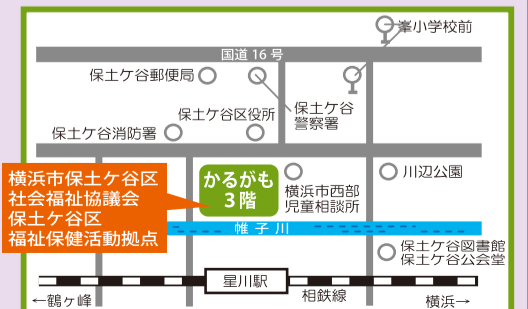 峯小学校前
国道16号
保土ケ谷郵便局
保土ケ谷
警察署
保土ケ谷区役所
保土ケ谷消防署
横浜市保土ケ谷区
社会福祉協議会
保土ケ谷区
福祉保健活動拠点
かるがも
3階
横浜市西部
児童相談所
川辺公園
帷子川
保土ケ谷図書館
保土ケ谷公会堂
星川駅
相鉄線
←鶴ヶ峰
横浜→